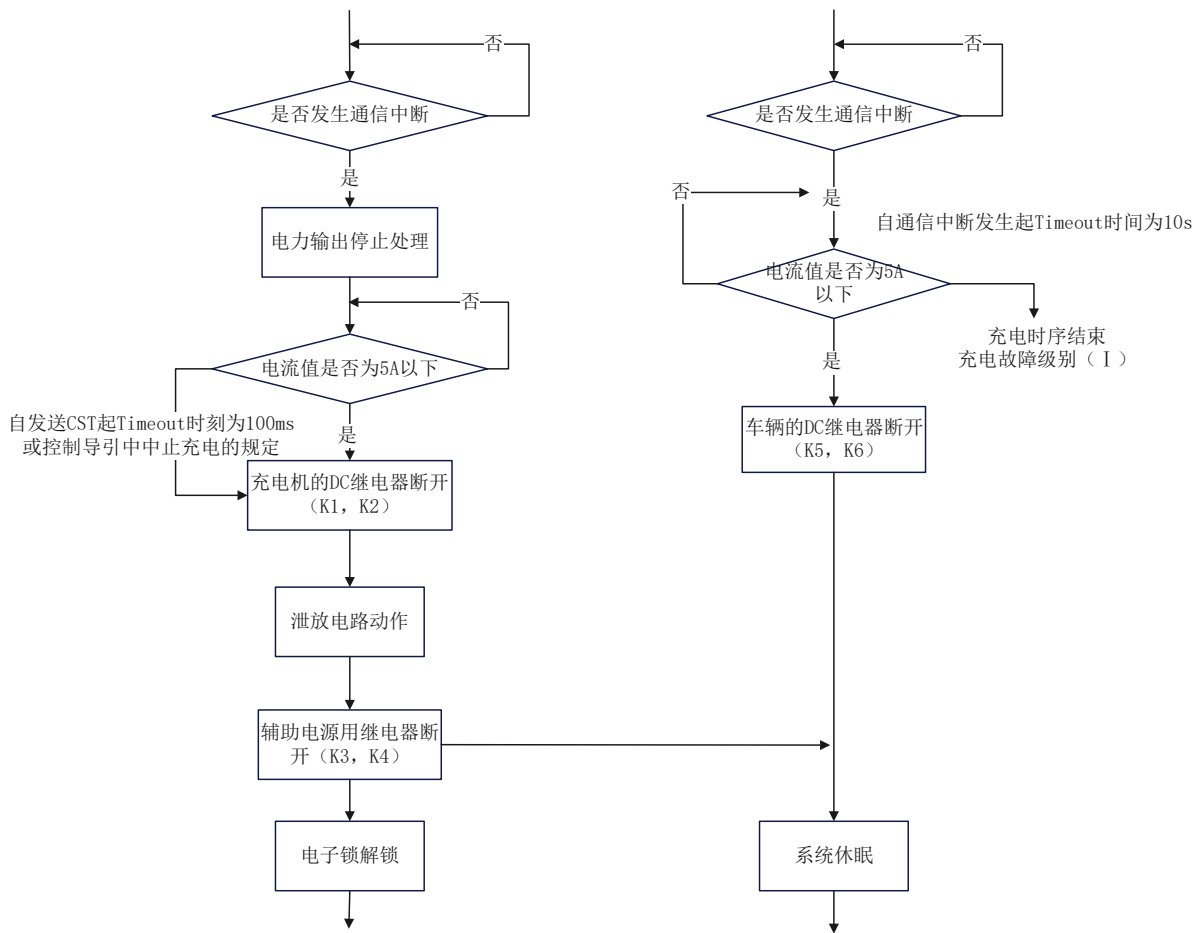 否
是否发生通信中断
是
电力输出停止处理
否
电流值是否为5A以下
自发送CST起Timeout时刻为100ms
或控制导引中中止充电的规定
是
充电机的DC继电器断开
（K1，K2）
泄放电路动作
辅助电源用继电器断
开（K3，K4）
电子锁解锁
否
是否发生通信中断
否
是
自通信中断发生起Timeout时间为10s
电流值是否为5A
以下
充电时序结束
充电故障级别（Ⅰ）
是
车辆的DC继电器断开
（K5，K6）
系统休眠